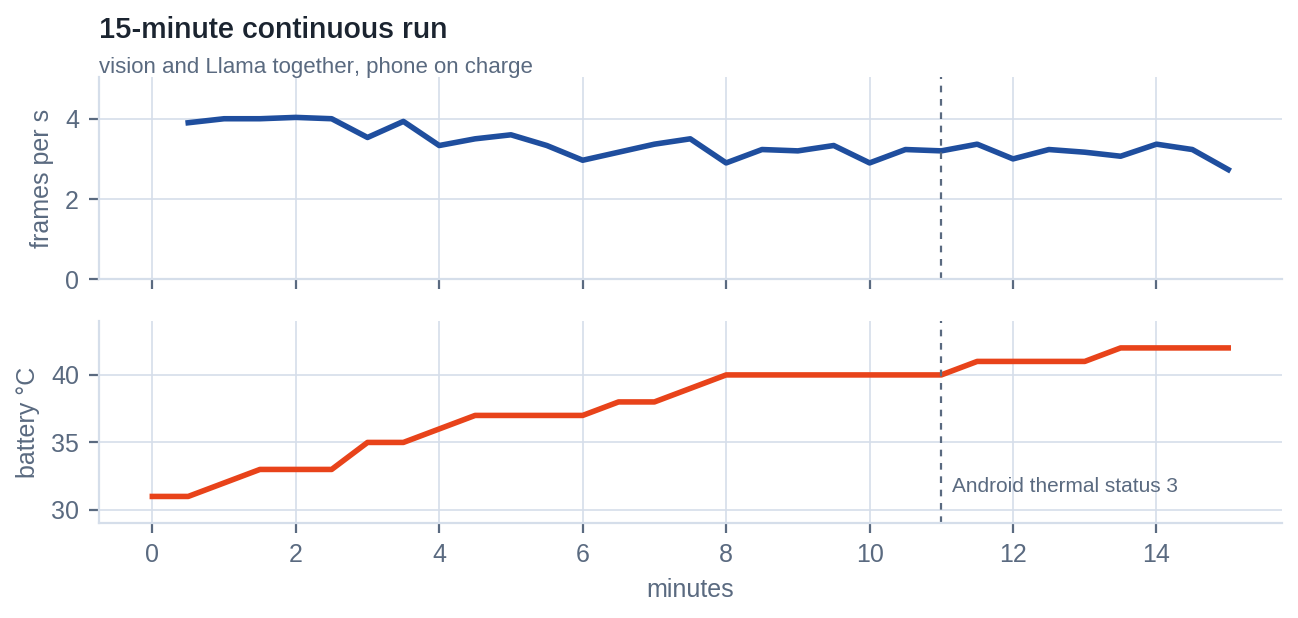 15-minute continuous run
vision and Llama together, phone on charge
frames per s
4
2
0
battery °C
40
35
30
Android thermal status 3
0 2 4 6 8 10 12 14
minutes